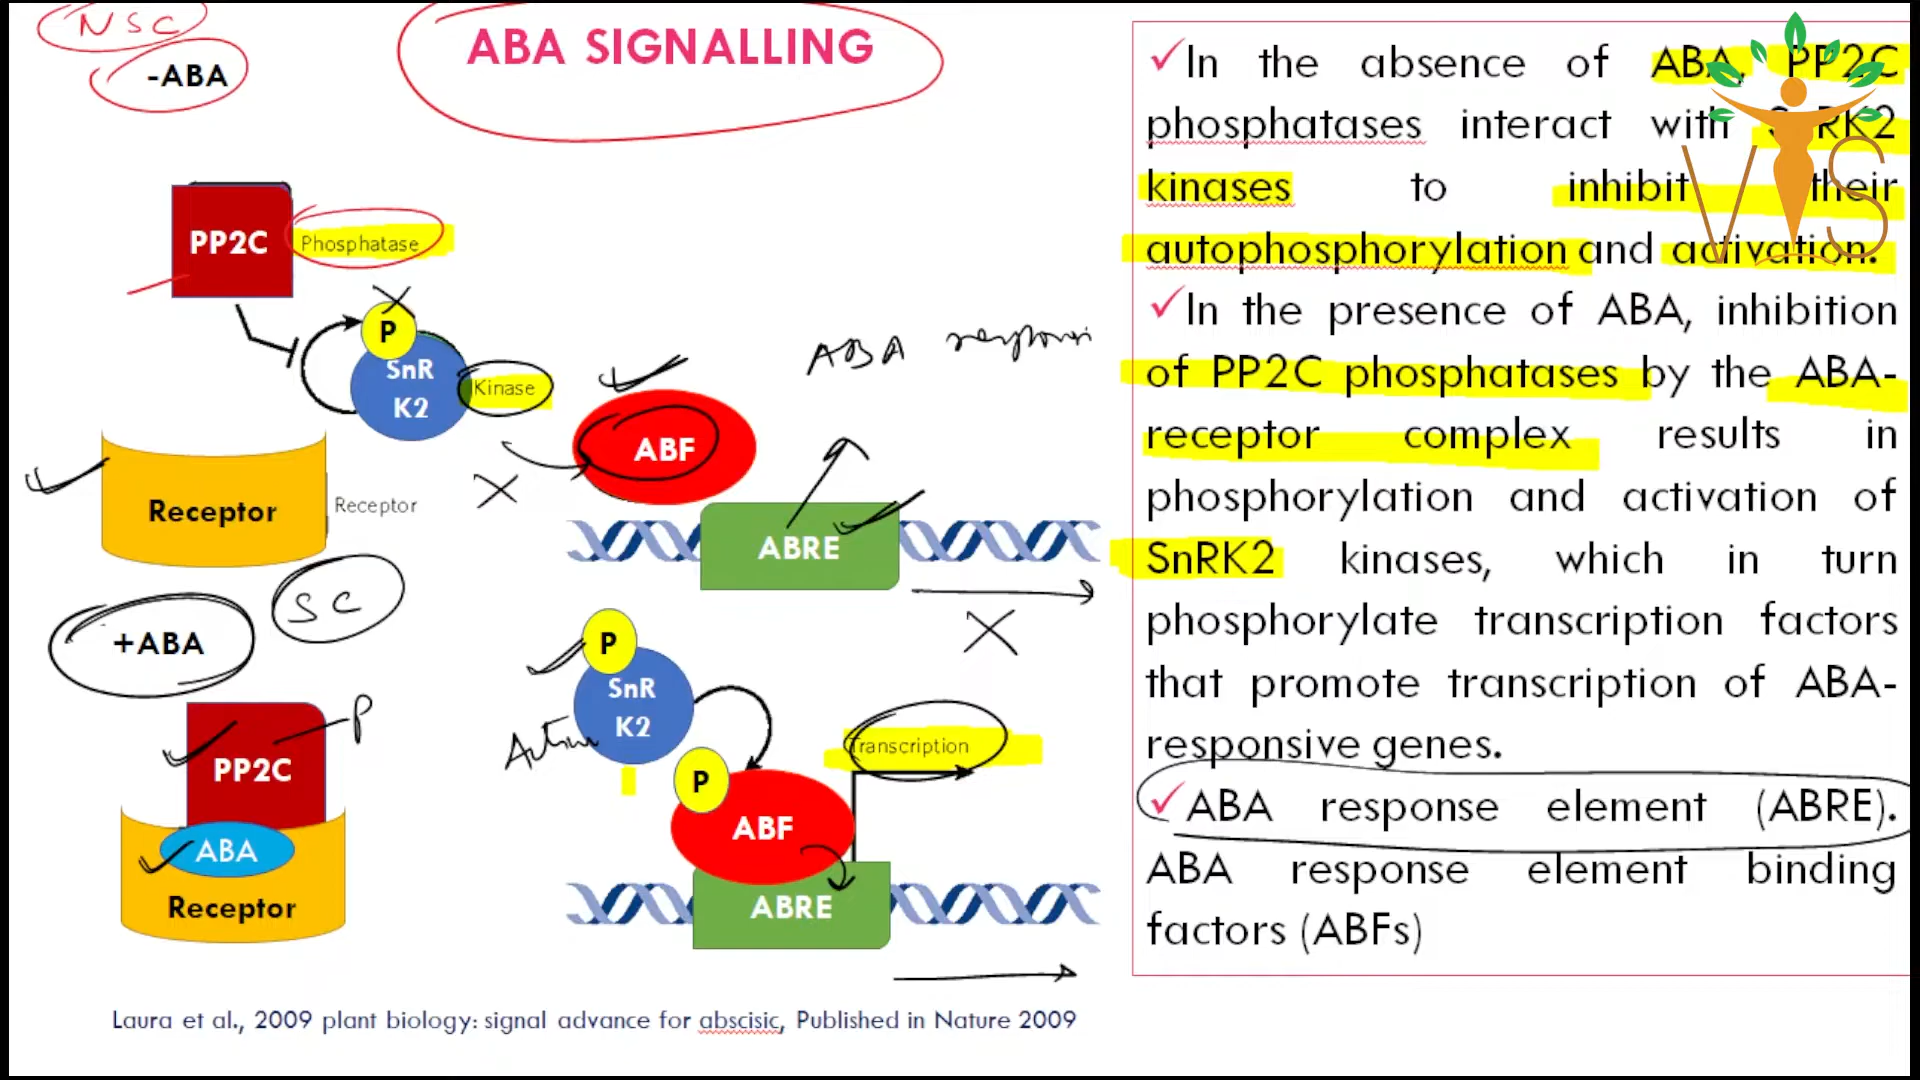 NSC
-ABA
ABA SIGNALLING
PP2C
Phosphatase
P
SnR
K2
Kinase
ABA
ABF
Receptor
Receptor
ABRE
+ABA
SC
P
SnR
K2
Active
PP2C
P
ABA
Receptor
Transcription
P
ABF
ABRE
Laura et al., 2009 plant biology: signal advance for abscisic, Published in Nature 2009
✓In the absence of ABA, PP2C
phosphatases interact with SnRK2
kinases to inhibit their
autophosphorylation and activation.
✓In the presence of ABA, inhibition
of PP2C phosphatases by the ABA-
receptor complex results in
phosphorylation and activation of
SnRK2 kinases, which in turn
phosphorylate transcription factors
that promote transcription of ABA-
responsive genes.
✓ABA response element (ABRE).
ABA response element binding
factors (ABFs)
VIS